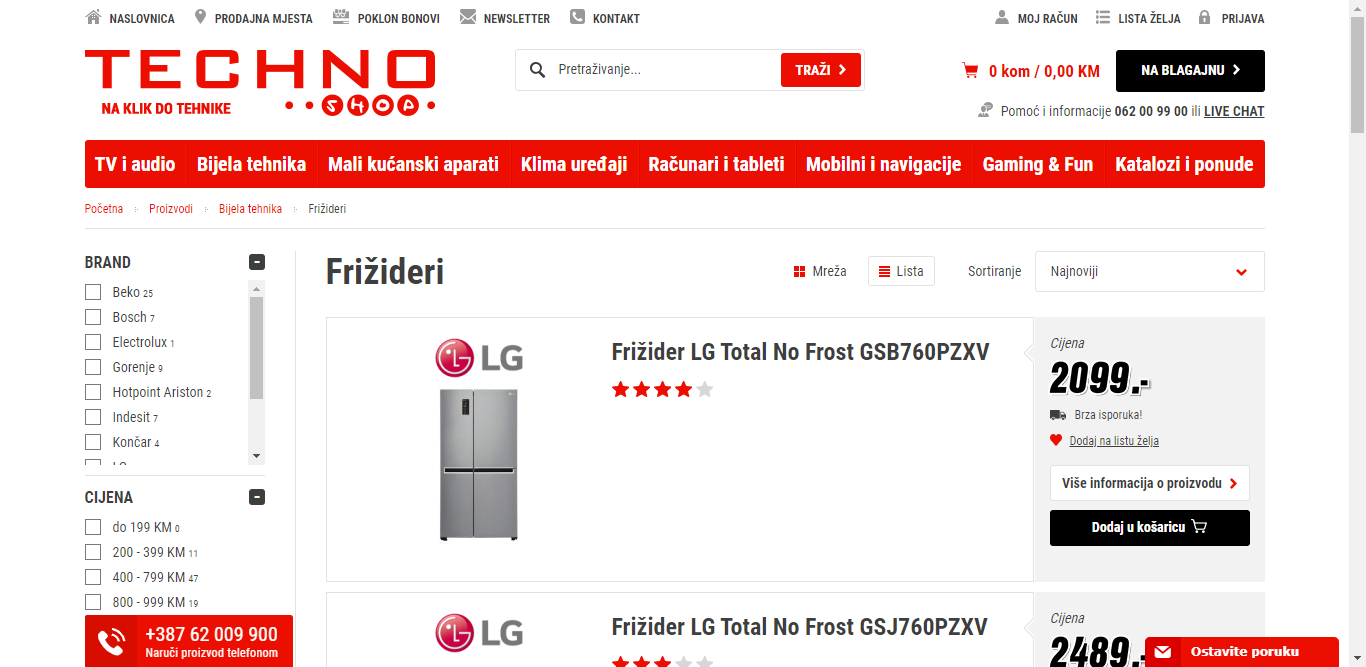 NASLOVNICA PRODAJNA MJESTA POKLON BONOVI NEWSLETTER KONTAKT MOJ RAČUN LISTA ŽELJA PRIJAVA
TECHNO
NA KLIK DO TEHNIKE SHOP
Pretraživanje... TRAŽI
0 kom / 0,00 KM NA BLAGAJNU
Pomoć i informacije 062 00 99 00 ili LIVE CHAT
TV i audio Bijela tehnika Mali kućanski aparati Klima uređaji Računari i tableti Mobilni i navigacije Gaming & Fun Katalozi i ponude
Početna Proizvodi Bijela tehnika Frižideri
BRAND
Beko 25
Bosch 7
Electrolux 1
Gorenje 9
Hotpoint Ariston 2
Indesit 7
Končar 4
CIJENA
do 199 KM 0
200 - 399 KM 11
400 - 799 KM 47
800 - 999 KM 19
+387 62 009 900
Naruči proizvod telefonom
Frižideri
Mreža Lista Sortiranje Najnoviji
LG
Frižider LG Total No Frost GSB760PZXV
Cijena
2099.-
Brza isporuka!
Dodaj na listu želja
Više informacija o proizvodu
Dodaj u košaricu
LG
Frižider LG Total No Frost GSJ760PZXV
Cijena
2489.-
Ostavite poruku